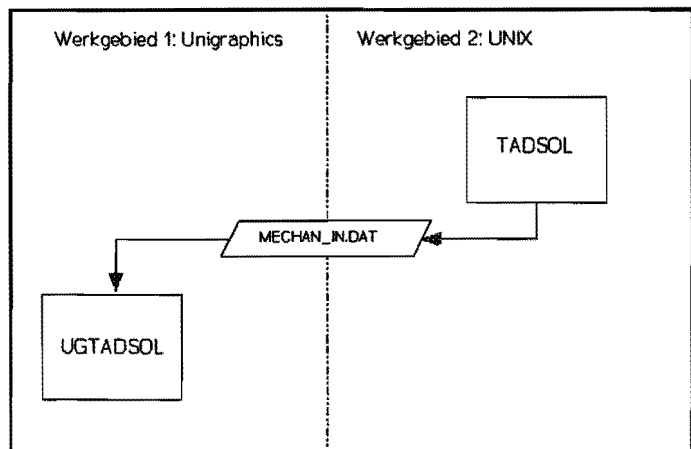 Werkgebied 1: Unigraphics
Werkgebied 2: UNIX
TADSOL
MECHAN_IN.DAT
UGTADSOL